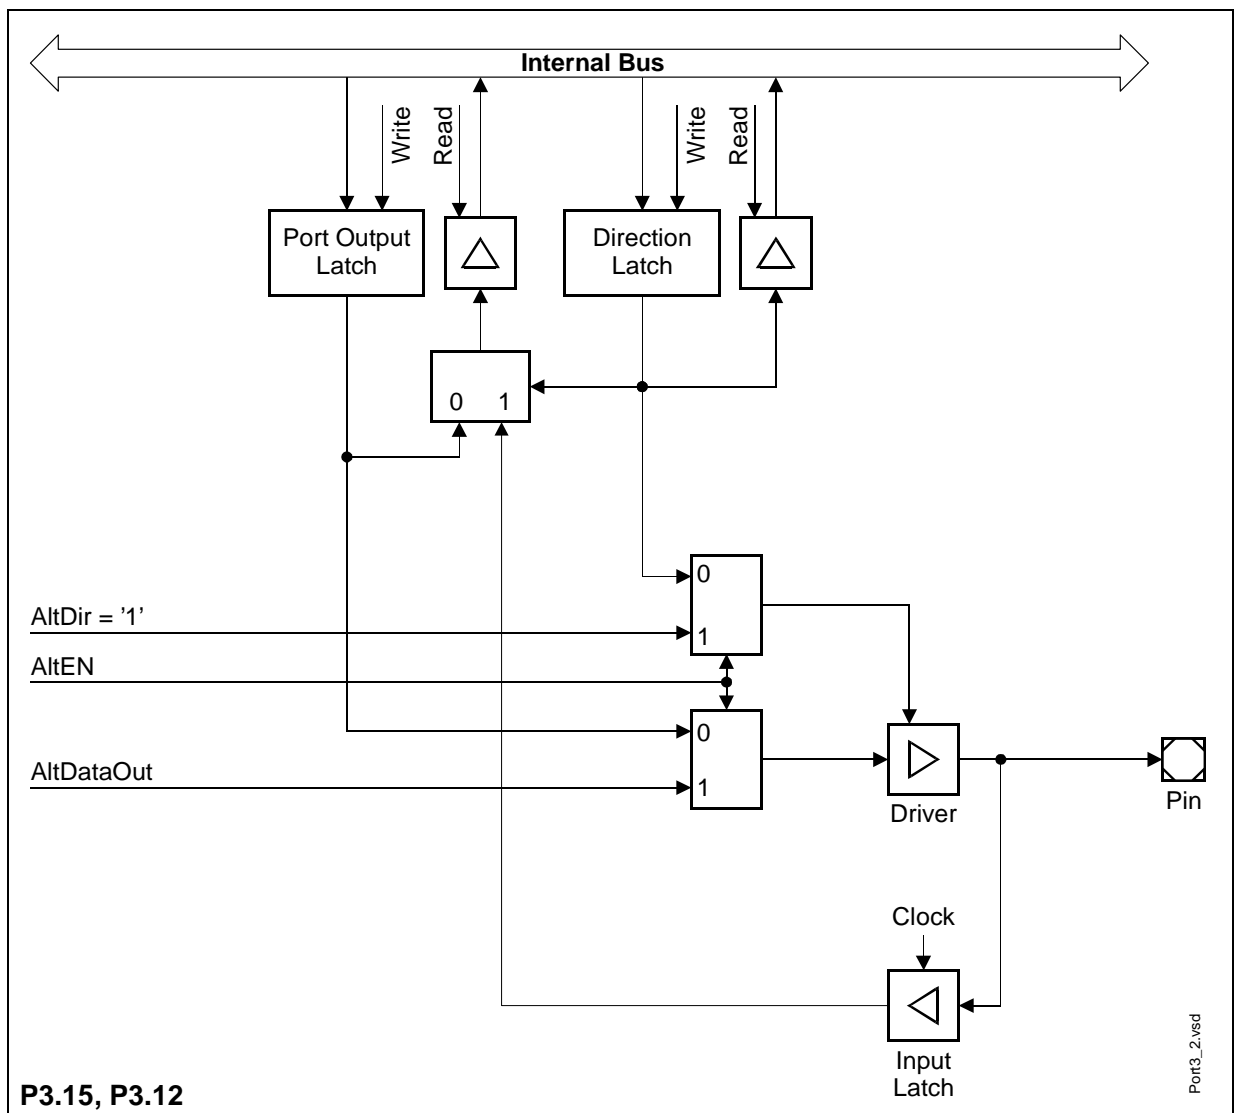 Internal Bus
Write
Read
Write
Read
Port Output
Latch
Direction
Latch
0 1
0
AltDir = '1'
1
AltEN
0
AltDataOut
1
Driver
Pin
Clock
Input
Latch
Port3_2.vsd
P3.15, P3.12